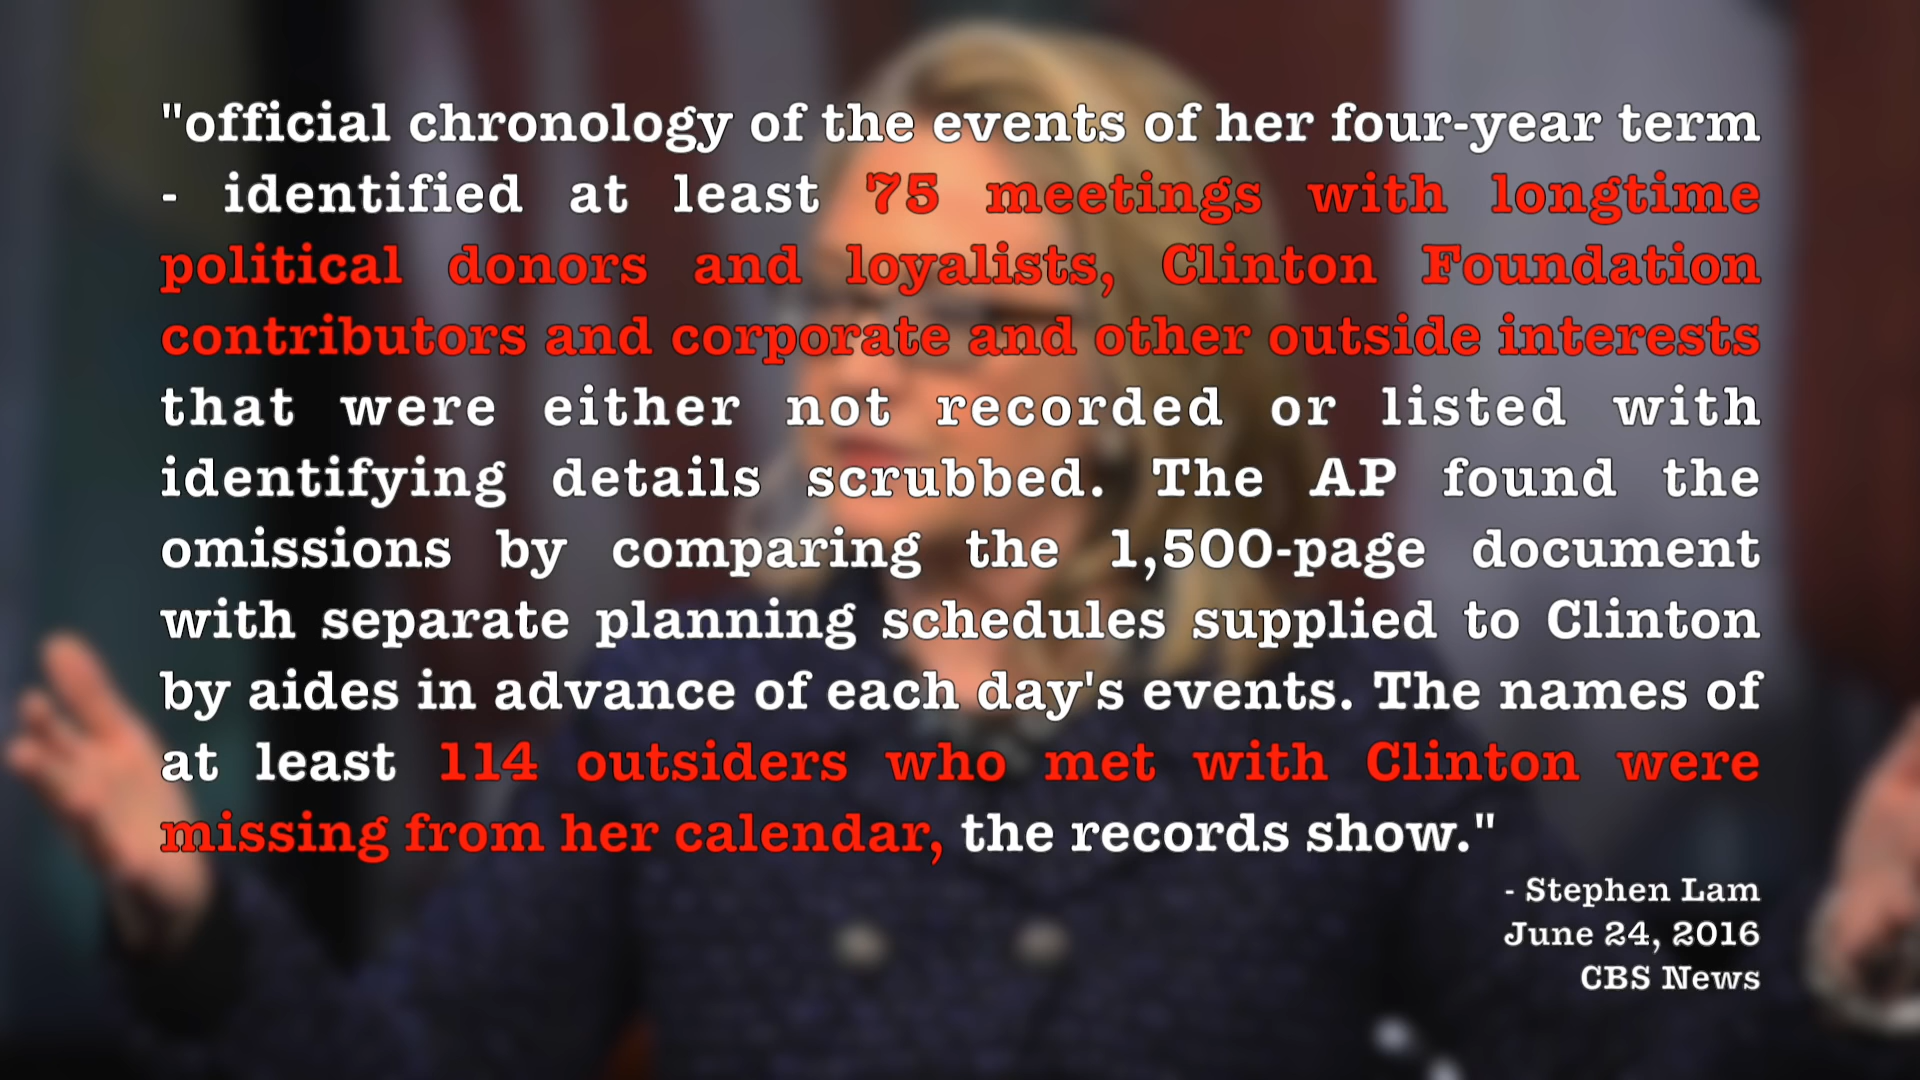 "official chronology of the events of her four-year term
- identified at least 75 meetings with longtime
political donors and loyalists, Clinton Foundation
contributors and corporate and other outside interests
that were either not recorded or listed with
identifying details scrubbed. The AP found the
omissions by comparing the 1,500-page document
with separate planning schedules supplied to Clinton
by aides in advance of each day's events. The names of
at least 114 outsiders who met with Clinton were
missing from her calendar, the records show."
- Stephen Lam
June 24, 2016
CBS News